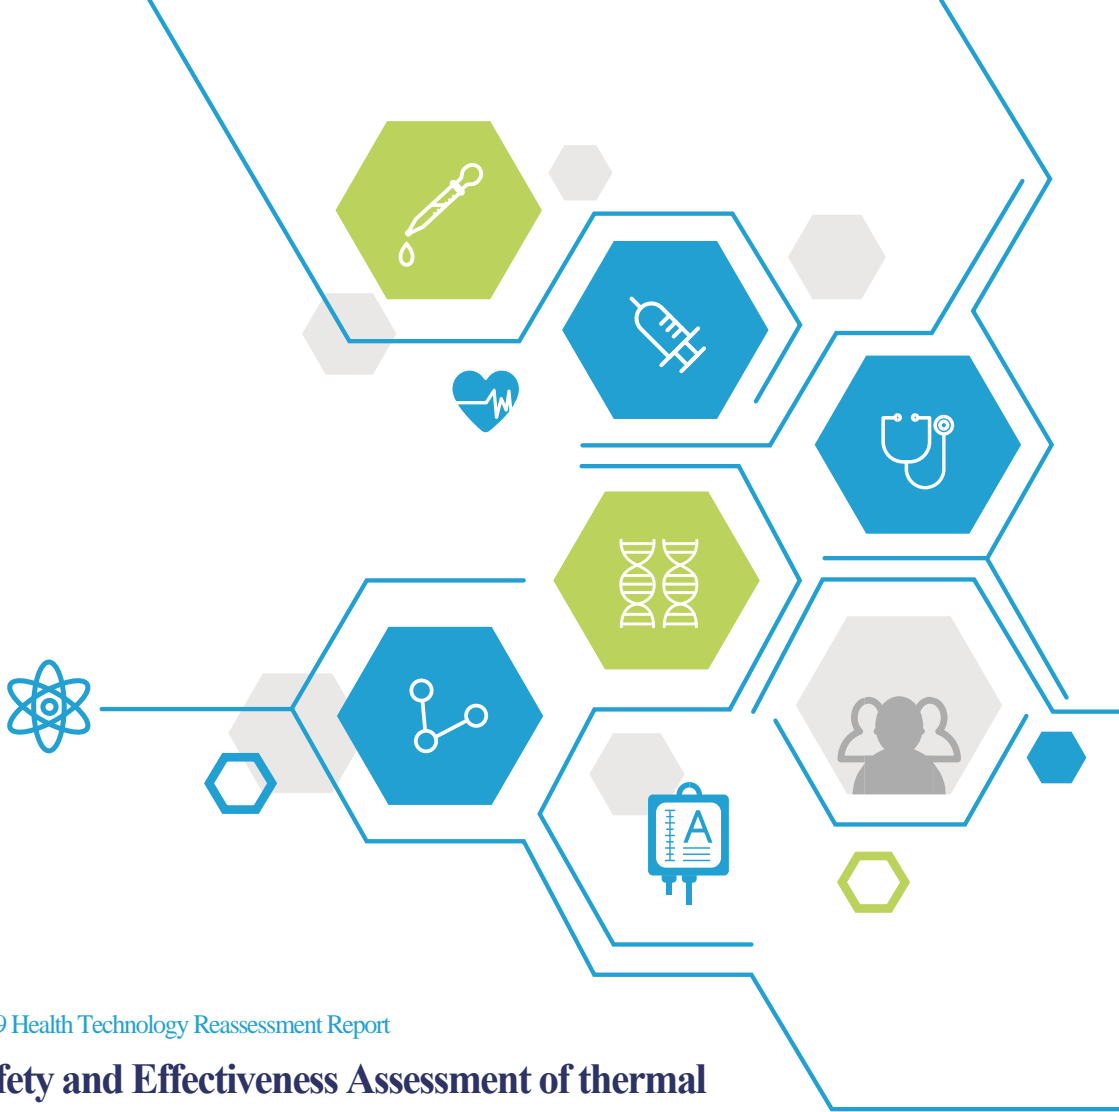 A
9 Health Technology Reassessment Report
fety and Effectiveness Assessment of thermal